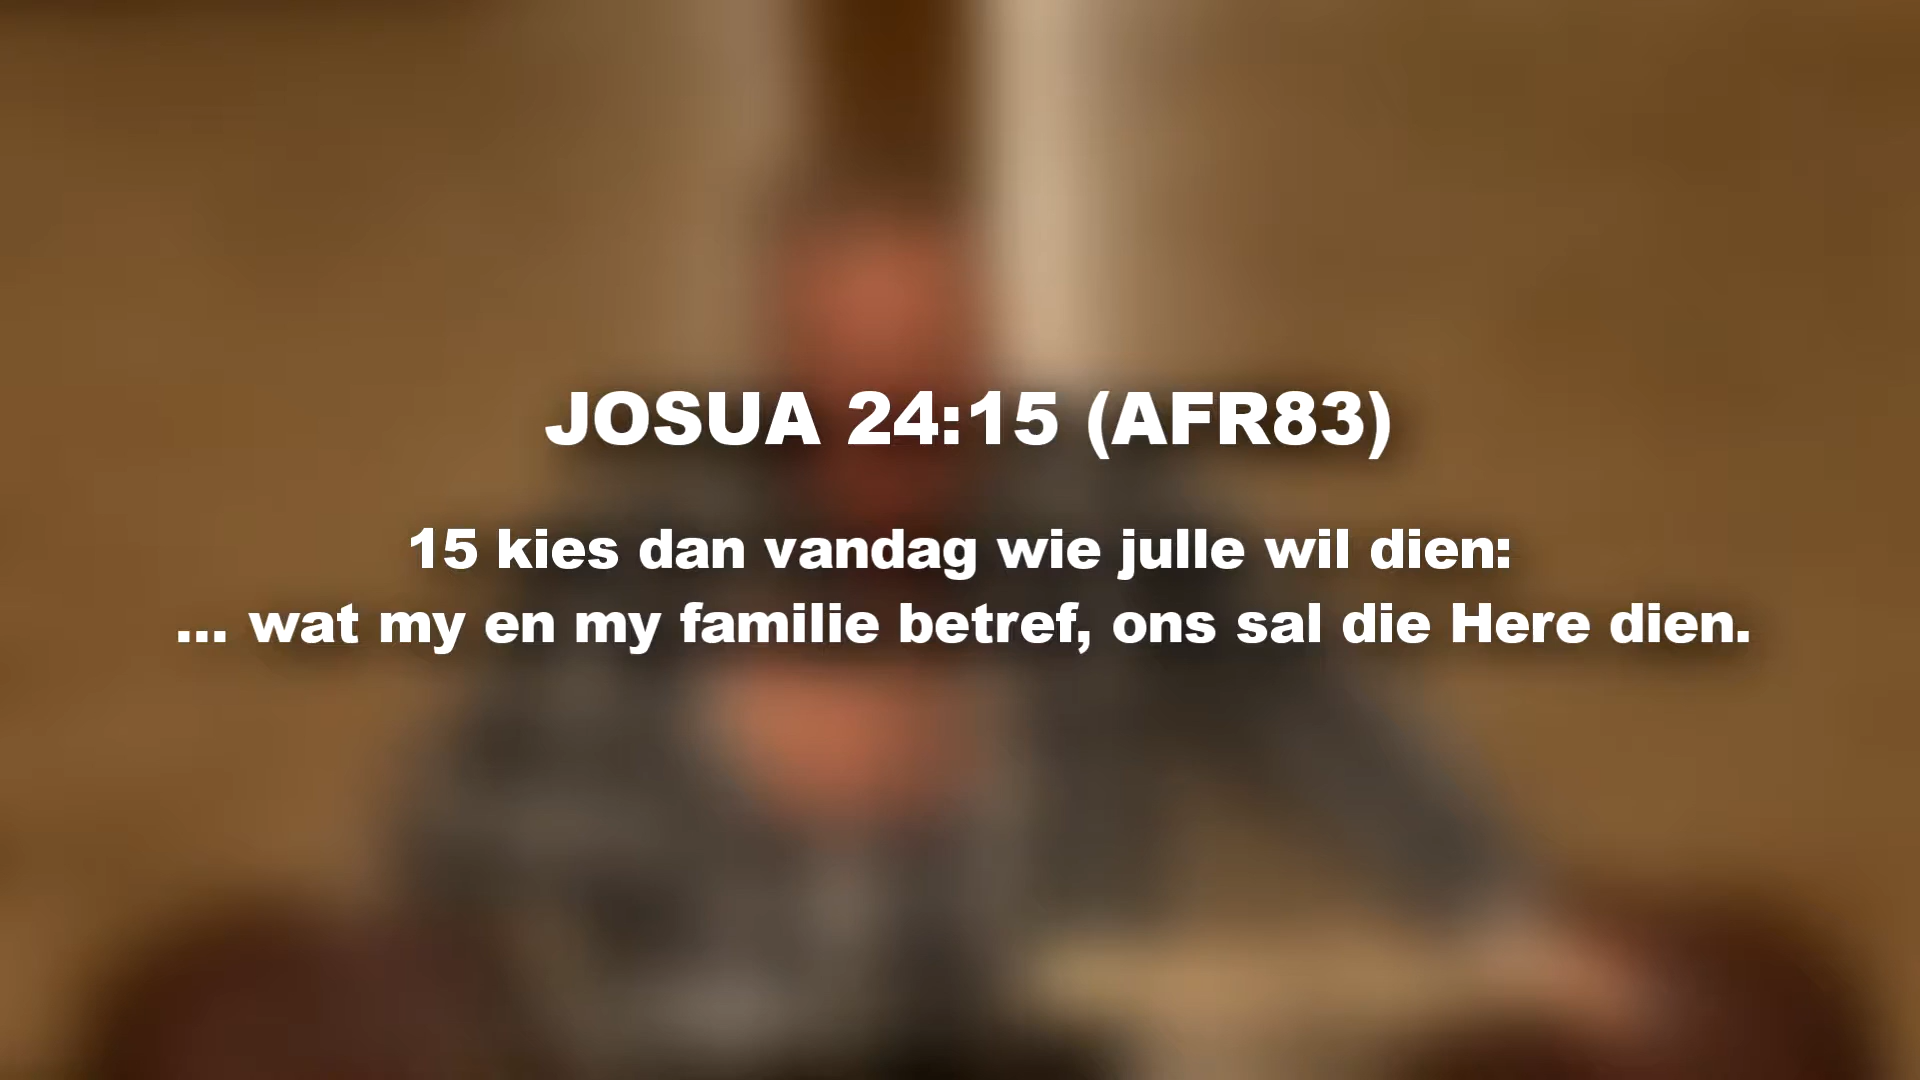 JOSUA 24:15 (AFR83)
15 kies dan vandag wie julle wil dien:
... wat my en my familie betref, ons sal die Here dien.